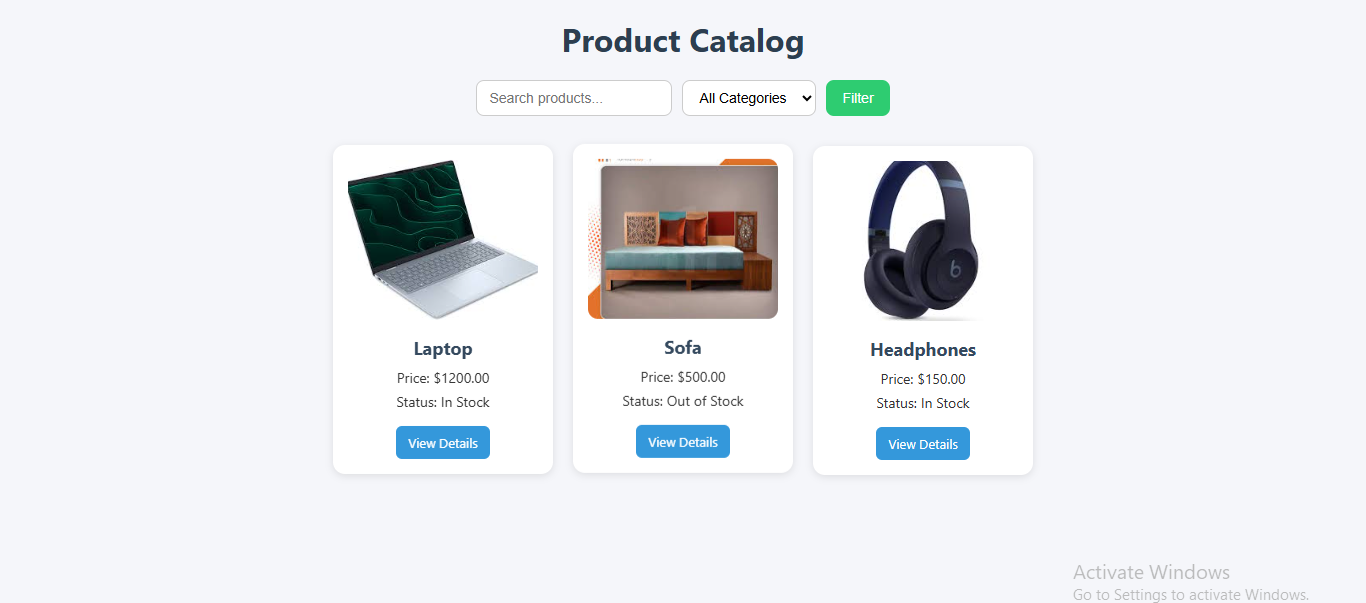 Product Catalog
Search products...
All Categories
Filter
Laptop
Price: $1200.00
Status: In Stock
View Details
Sofa
Price: $500.00
Status: Out of Stock
View Details
b
Headphones
Price: $150.00
Status: In Stock
View Details
Activate Windows
Go to Settings to activate Windows.